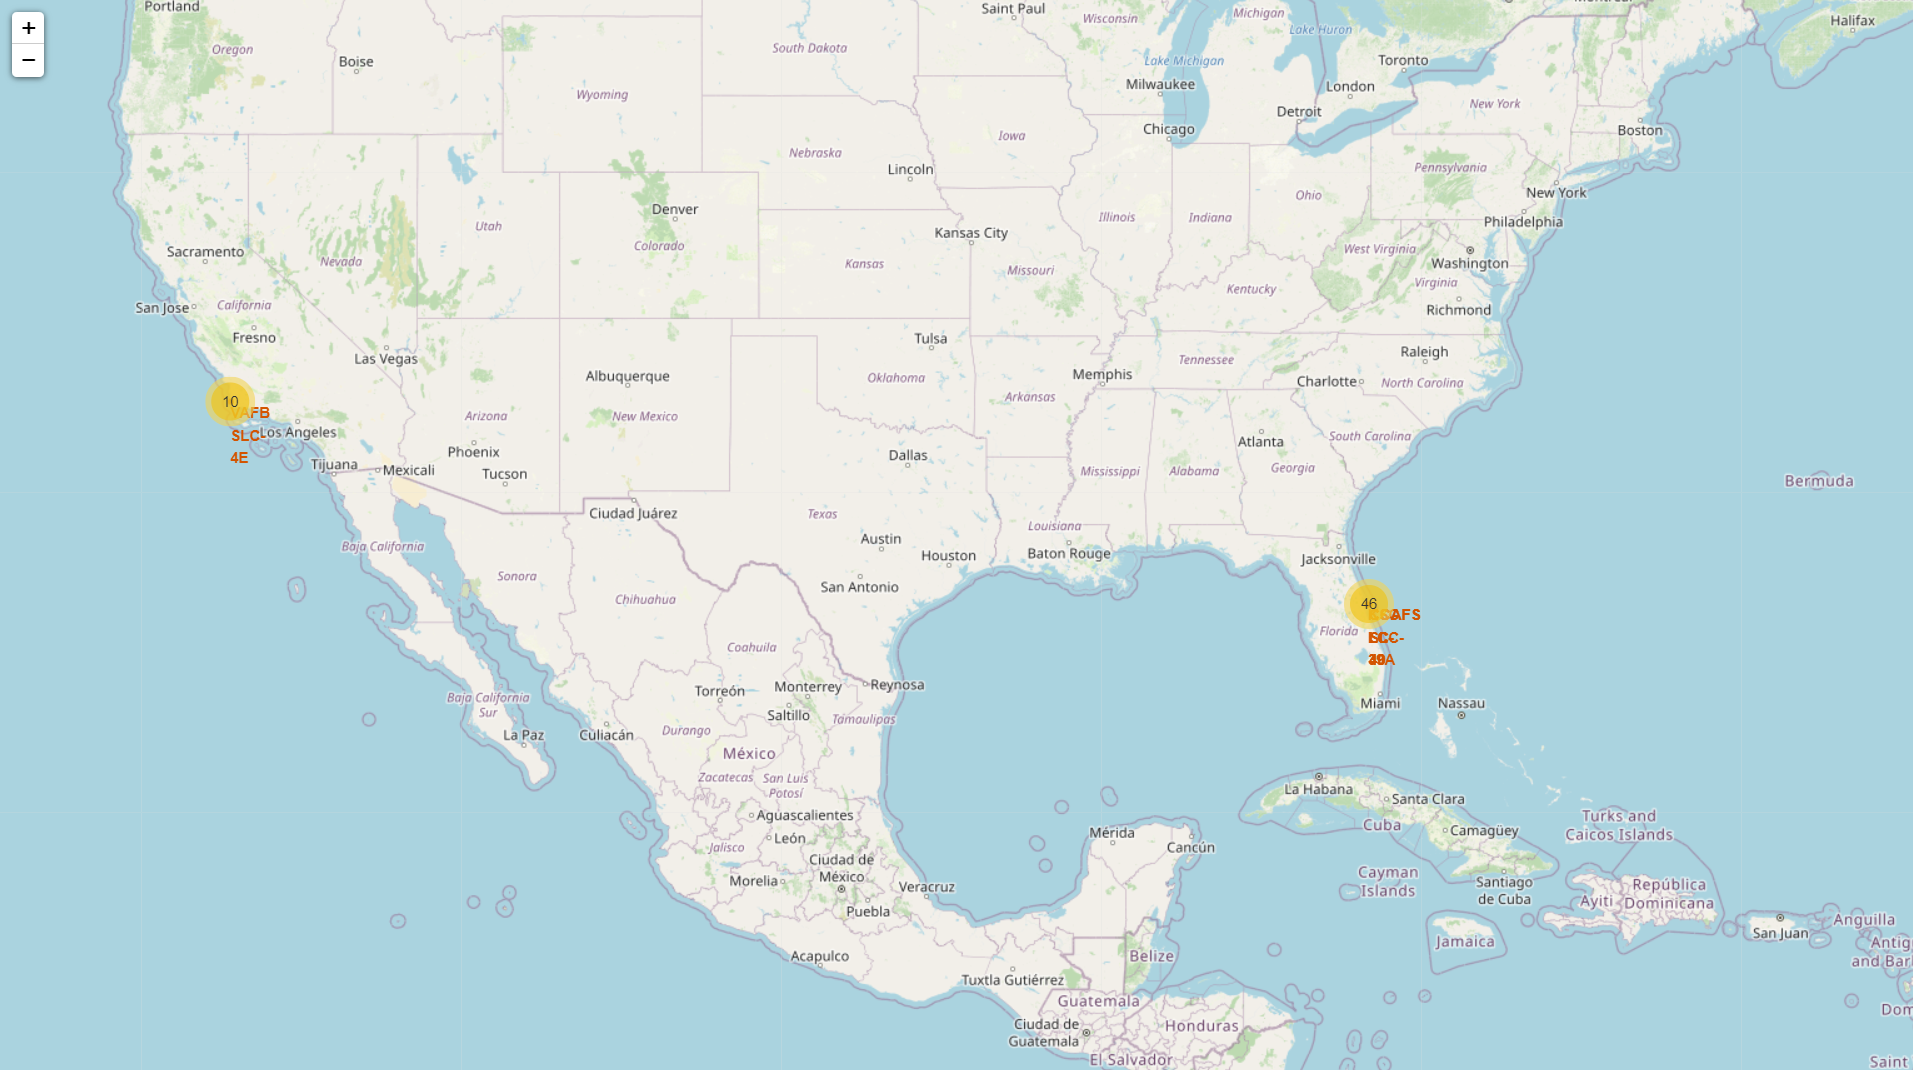 +
−
Portland
Oregon
Boise
Wyoming
South Dakota
Saint Paul
Wisconsin
Michigan
Lake Huron
Lake Michigan
Toronto
Halifax
Milwaukee
London
Iowa
New York
Detroit
Chicago
Boston
Nebraska
Lincoln
Pennsylvania
Ohio
New York
Denver
Illinois
Indiana
Philadelphia
Utah
Kansas City
Colorado
Sacramento
Nevada
West Virginia
Washington
Kansas
Missouri
Virginia
Kentucky
San Jose
California
Richmond
Fresno
Tulsa
Las Vegas
Raleigh
Tennessee
Albuquerque
Memphis
Oklahoma
Charlotte
North Carolina
10
Arkansas
VAFB
SLC-
4E
Arizona
New Mexico
Los Angeles
Atlanta
South Carolina
Phoenix
Dallas
Tijuana
Mexicali
Tucson
Mississippi
Alabama
Georgia
Bermuda
Ciudad Juárez
Texas
Louisiana
Austin
Baja California
Houston
Baton Rouge
Jacksonville
Sonora
San Antonio
Chihuahua
46
Florida
Coahuila
Torreón
Monterrey
Reynosa
Baja California
Sur
Saltillo
Miami
Nassau
Tamaulipas
Durango
La Paz
Culiacán
México
Zacatecas
San Luis
Potosí
La Habana
Santa Clara
Aguascalientes
Cuba
Turks and
Caicos Islands
Camagüey
León
Mérida
Cancún
Jalisco
Ciudad de
México
Morelia
Veracruz
Cayman
Islands
Santiago
de Cuba
República
Dominicana
Ayiti
Puebla
Anguilla
San Juan
Jamaica
Acapulco
Belize
Tuxtla Gutiérrez
Guatemala
Honduras
Ciudad de
Guatemala
El Salvador